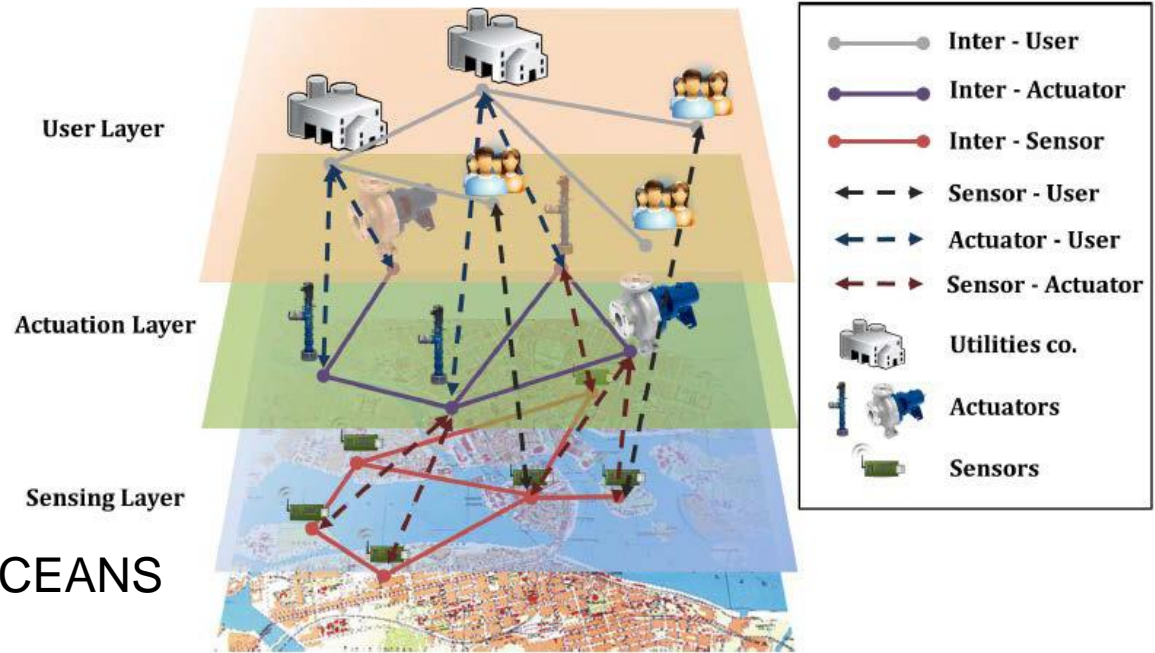 User Layer
Actuation Layer
Sensing Layer
CEANS
Inter - User
Inter - Actuator
Inter - Sensor
Sensor - User
Actuator - User
Sensor - Actuator
Utilities co.
Actuators
Sensors